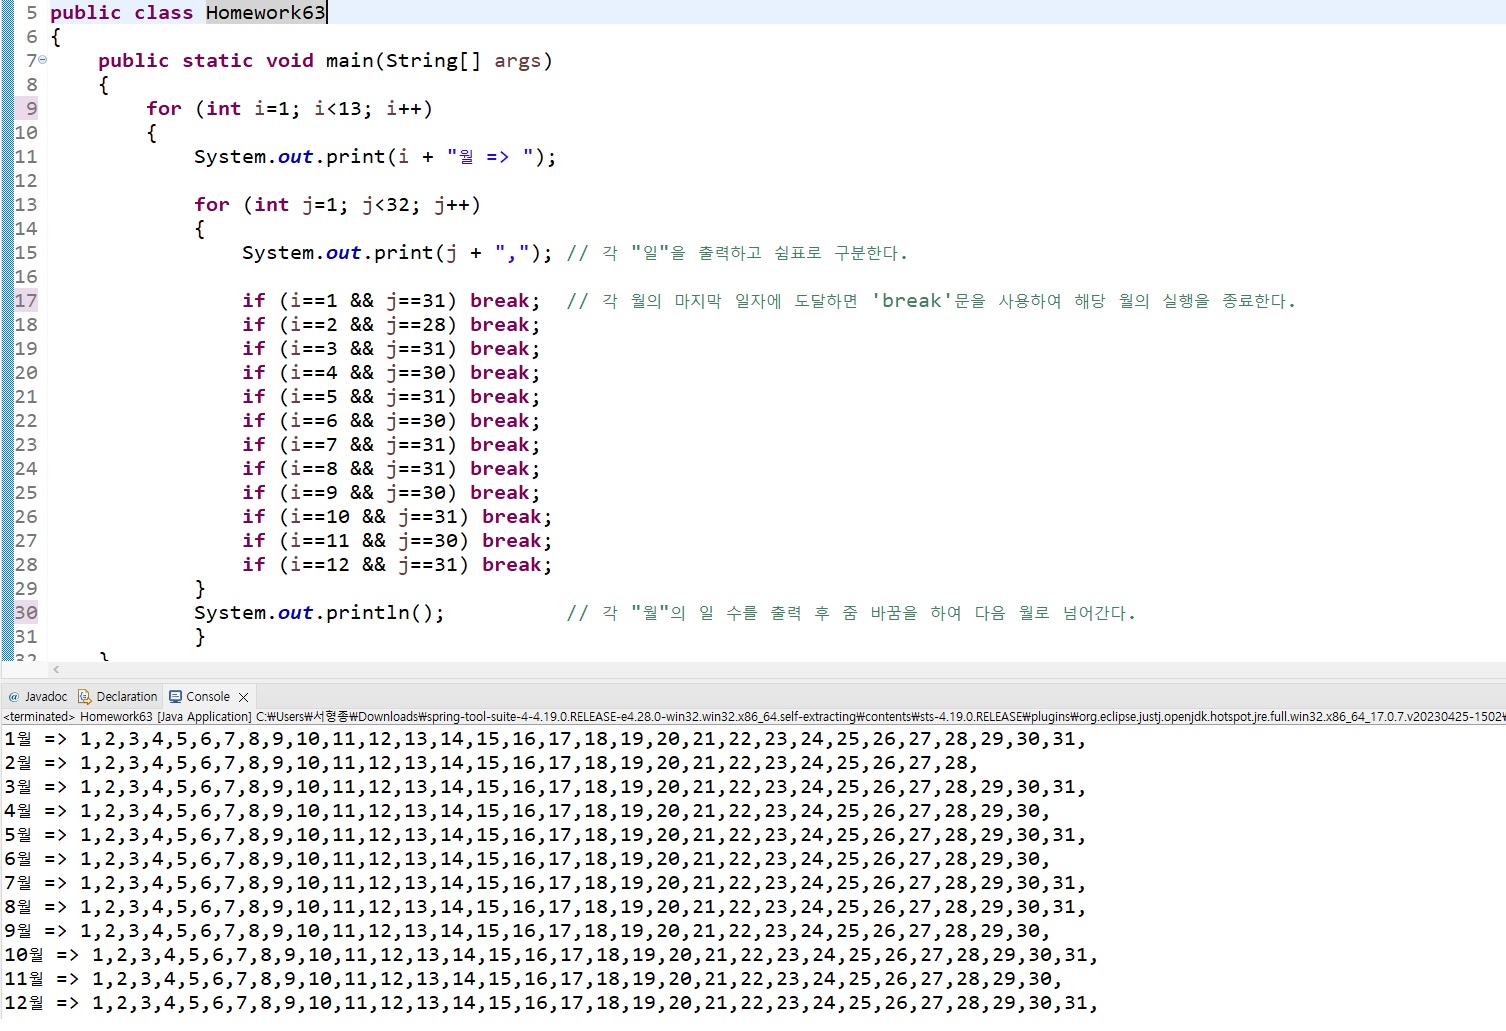 5 public class Homework63
6 {
7 public static void main(String[] args)
8 {
9 for (int i=1; i<13; i++)
10 {
11 System.out.print(i + "월 => ");
12
13 for (int j=1; j<32; j++)
14 {
15 System.out.print(j + ","); // 각 "일"을 출력하고 쉼표로 구분한다.
16
17 if (i==1 && j==31) break; // 각 월의 마지막 일자에 도달하면 'break'문을 사용하여 해당 월의 실행을 종료한다.
18 if (i==2 && j==28) break;
19 if (i==3 && j==31) break;
20 if (i==4 && j==30) break;
21 if (i==5 && j==31) break;
22 if (i==6 && j==30) break;
23 if (i==7 && j==31) break;
24 if (i==8 && j==31) break;
25 if (i==9 && j==30) break;
26 if (i==10 && j==31) break;
27 if (i==11 && j==30) break;
28 if (i==12 && j==31) break;
29 }
30 System.out.println(); // 각 "월"의 일 수를 출력 후 줄 바꿈을 하여 다음 월로 넘어간다.
31 }
32 }
@ Javadoc Declaration Console
<terminated> Homework63 [Java Application] C:₩Users₩서형종₩Downloads₩spring-tool-suite-4-4.19.0.RELEASE-e4.28.0-win32.win32.x86_64.self-extracting₩contents₩sts-4.19.0.RELEASE₩plugins₩org.eclipse.justj.openjdk.hotspot.jre.full.win32.x86_64_17.0.7.v20230425-1502₩
1월 => 1,2,3,4,5,6,7,8,9,10,11,12,13,14,15,16,17,18,19,20,21,22,23,24,25,26,27,28,29,30,31,
2월 => 1,2,3,4,5,6,7,8,9,10,11,12,13,14,15,16,17,18,19,20,21,22,23,24,25,26,27,28,
3월 => 1,2,3,4,5,6,7,8,9,10,11,12,13,14,15,16,17,18,19,20,21,22,23,24,25,26,27,28,29,30,31,
4월 => 1,2,3,4,5,6,7,8,9,10,11,12,13,14,15,16,17,18,19,20,21,22,23,24,25,26,27,28,29,30,
5월 => 1,2,3,4,5,6,7,8,9,10,11,12,13,14,15,16,17,18,19,20,21,22,23,24,25,26,27,28,29,30,31,
6월 => 1,2,3,4,5,6,7,8,9,10,11,12,13,14,15,16,17,18,19,20,21,22,23,24,25,26,27,28,29,30,
7월 => 1,2,3,4,5,6,7,8,9,10,11,12,13,14,15,16,17,18,19,20,21,22,23,24,25,26,27,28,29,30,31,
8월 => 1,2,3,4,5,6,7,8,9,10,11,12,13,14,15,16,17,18,19,20,21,22,23,24,25,26,27,28,29,30,31,
9월 => 1,2,3,4,5,6,7,8,9,10,11,12,13,14,15,16,17,18,19,20,21,22,23,24,25,26,27,28,29,30,
10월 => 1,2,3,4,5,6,7,8,9,10,11,12,13,14,15,16,17,18,19,20,21,22,23,24,25,26,27,28,29,30,31,
11월 => 1,2,3,4,5,6,7,8,9,10,11,12,13,14,15,16,17,18,19,20,21,22,23,24,25,26,27,28,29,30,
12월 => 1,2,3,4,5,6,7,8,9,10,11,12,13,14,15,16,17,18,19,20,21,22,23,24,25,26,27,28,29,30,31,